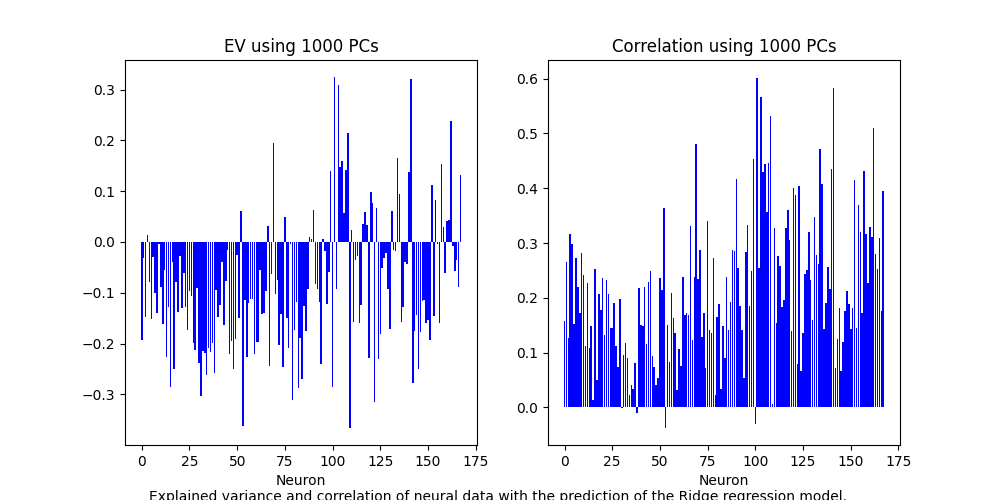 EV using 1000 PCs
Correlation using 1000 PCs
0.3
0.2
0.1
0.0
−0.1
−0.2
−0.3
0 25 50 75 100 125 150 175
Neuron
0.6
0.5
0.4
0.3
0.2
0.1
0.0
0 25 50 75 100 125 150 175
Neuron
Explained variance and correlation of neural data with the prediction of the Ridge regression model.